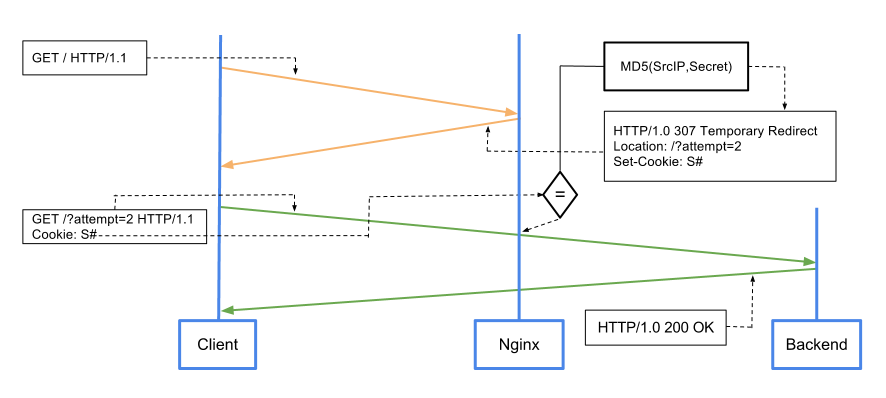 GET / HTTP/1.1
MD5(SrcIP,Secret)
HTTP/1.0 307 Temporary Redirect
Location: /?attempt=2
Set-Cookie: S#
=
GET /?attempt=2 HTTP/1.1
Cookie: S#
HTTP/1.0 200 OK
Client
Nginx
Backend